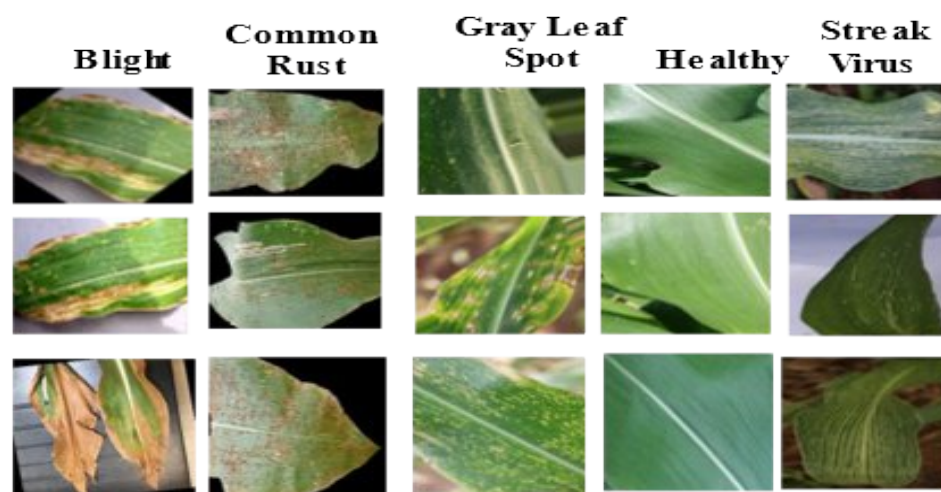 Blight
Common
Rust
Gray Leaf
Spot
Healthy
Streak
Virus